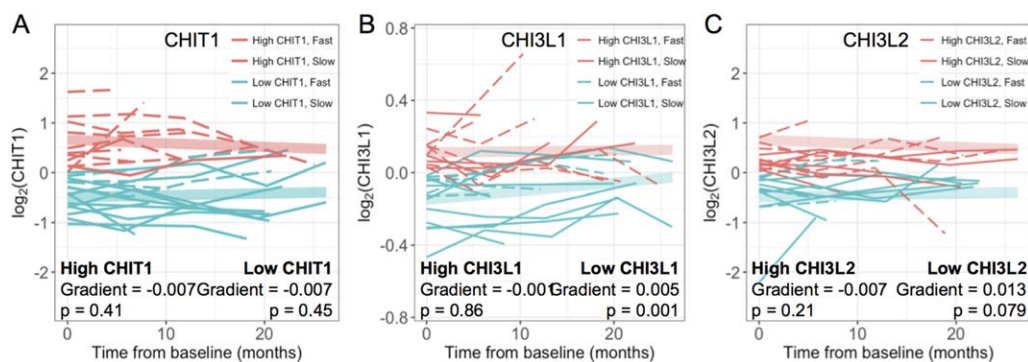 A
CHIT1
High CHIT1, Fast
High CHIT1, Slow
Low CHIT1, Fast
Low CHIT1, Slow
2
1
0
-1
-2
log2(CHIT1)
High CHIT1
Gradient = -0.007
p = 0.41
Low CHIT1
Gradient = -0.007
p = 0.45
0 10 20
Time from baseline (months)
B
CHI3L1
High CHI3L1, Fast
High CHI3L1, Slow
Low CHI3L1, Fast
Low CHI3L1, Slow
0.8
0.4
0.0
-0.4
-0.8
log2(CHI3L1)
High CHI3L1
Gradient = -0.001
p = 0.86
Low CHI3L1
Gradient = 0.005
p = 0.001
0 10 20
Time from baseline (months)
C
CHI3L2
High CHI3L2, Fast
High CHI3L2, Slow
Low CHI3L2, Fast
Low CHI3L2, Slow
2
1
0
-1
-2
log2(CHI3L2)
High CHI3L2
Gradient = -0.007
p = 0.21
Low CHI3L2
Gradient = 0.013
p = 0.079
0 10 20
Time from baseline (months)